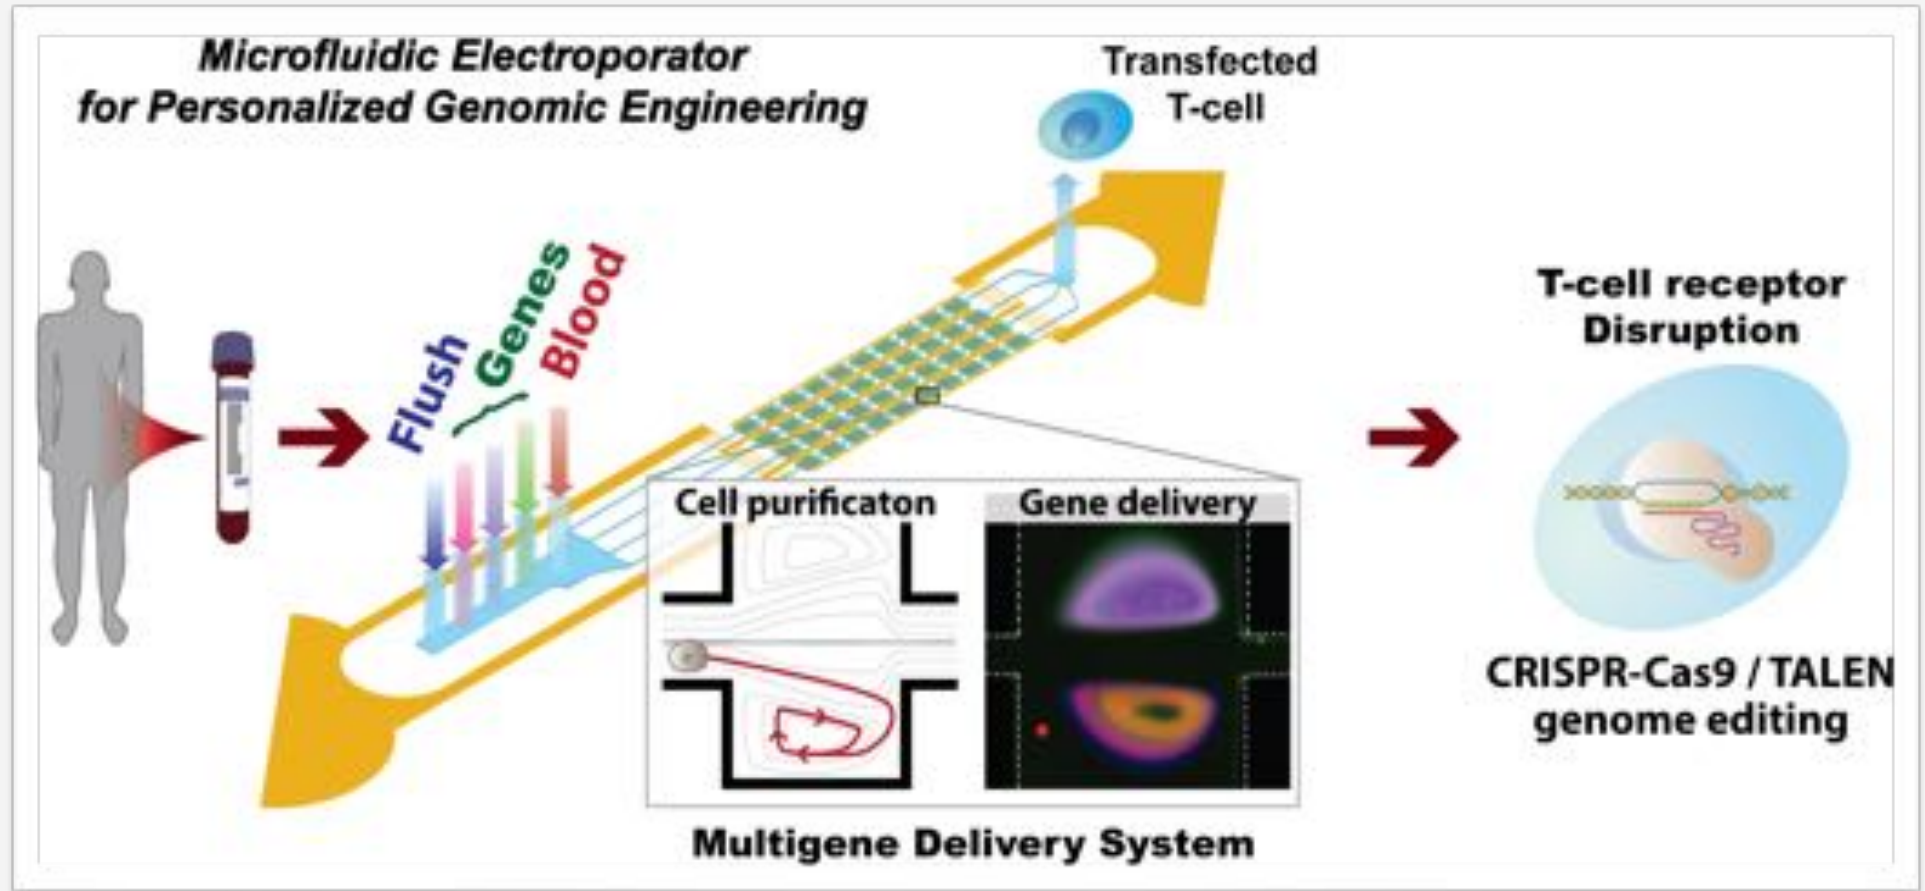 Microfluidic Electroporator
for Personalized Genomic Engineering
Transfected
T-cell
Flush
Genes
Blood
Cell purificaton
Gene delivery
Multigene Delivery System
T-cell receptor
Disruption
CRISPR-Cas9 / TALEN
genome editing